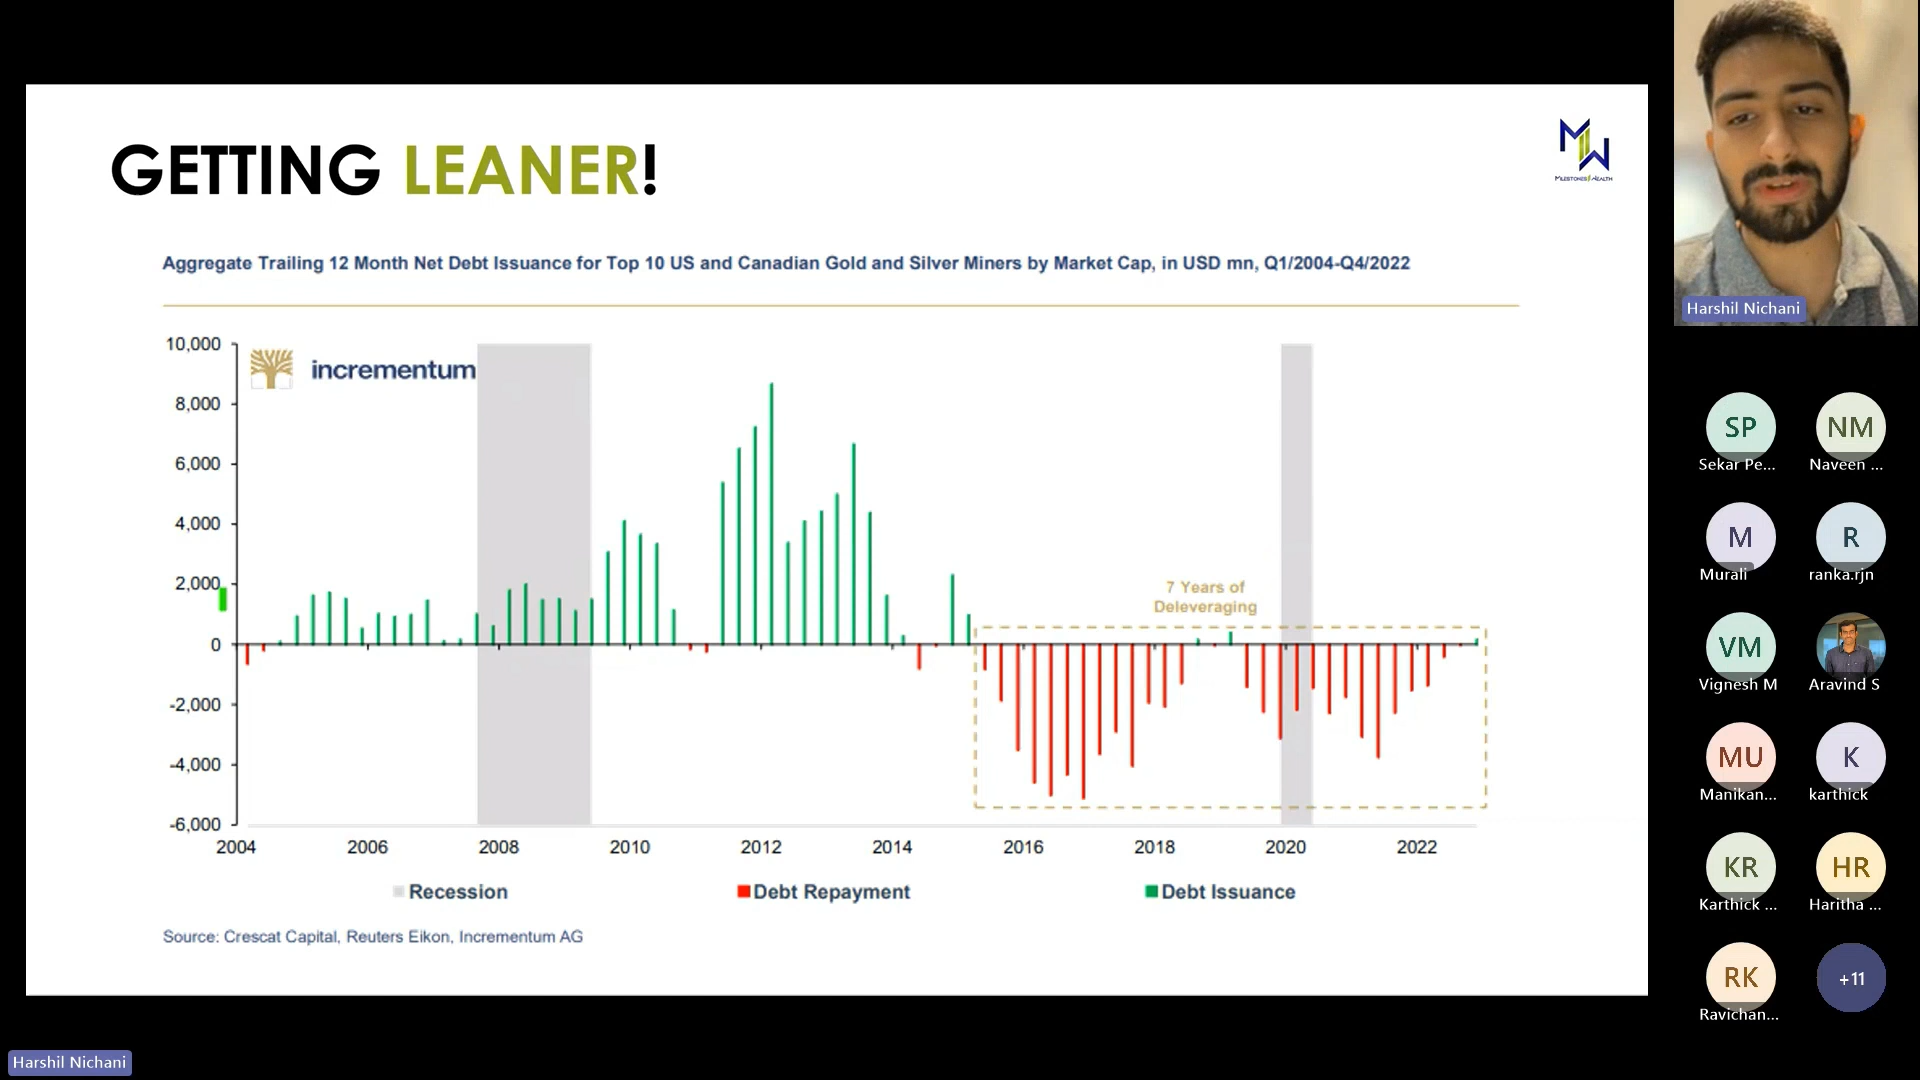 GETTING LEANER!
MW
MILESTONES WEALTH
Aggregate Trailing 12 Month Net Debt Issuance for Top 10 US and Canadian Gold and Silver Miners by Market Cap, in USD mn, Q1/2004-Q4/2022
incrementum
10,000
8,000
6,000
4,000
2,000
0
-2,000
-4,000
-6,000
7 Years of
Deleveraging
2004 2006 2008 2010 2012 2014 2016 2018 2020 2022
Recession Debt Repayment Debt Issuance
Source: Crescat Capital, Reuters Eikon, Incrementum AG
Harshil Nichani
Harshil Nichani
SP NM
Sekar Pe... Naveen ...
M R
Murali ranka.rjn
VM
Vignesh M Aravind S
MU K
Manikan... karthick
KR HR
Karthick ... Haritha ...
RK +11
Ravichan...